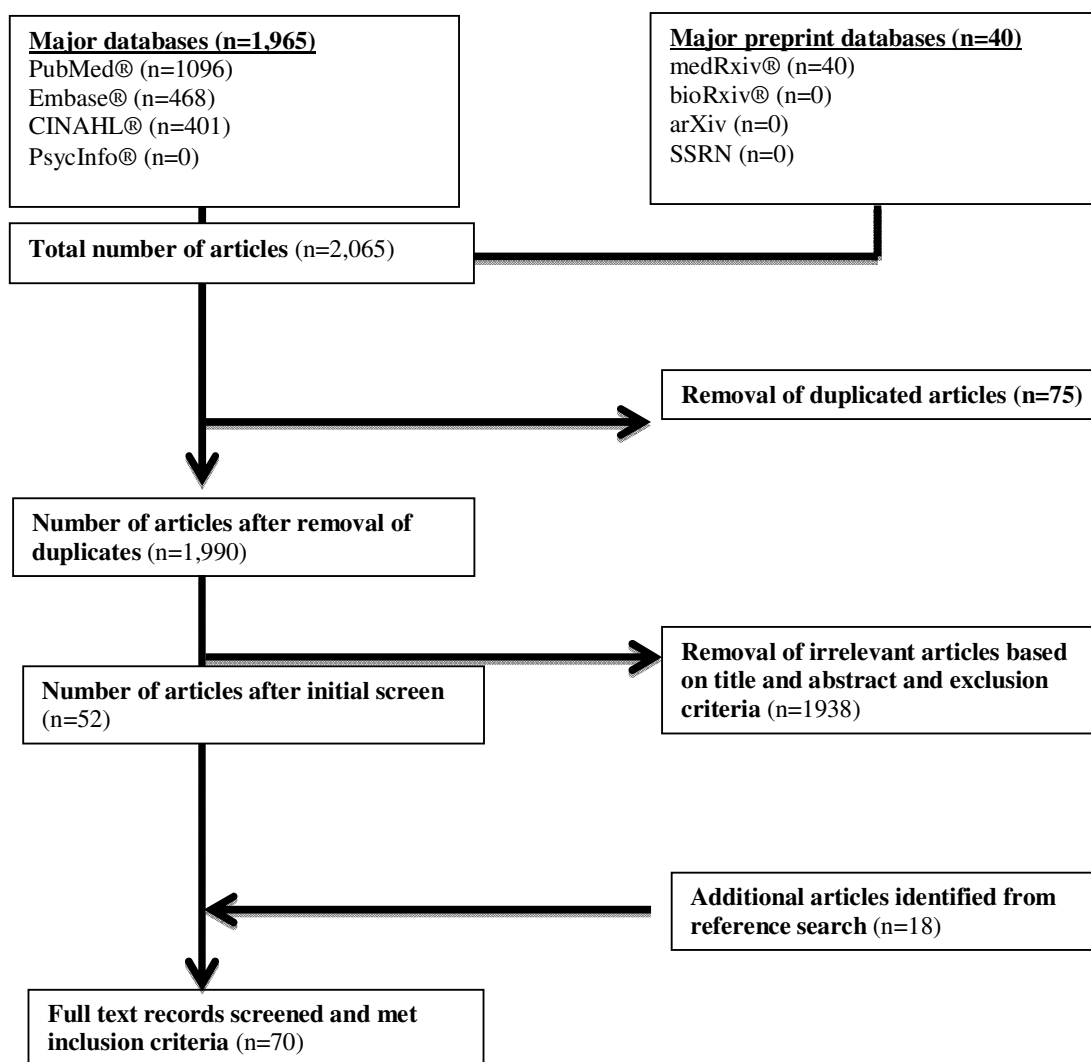 Major databases (n=1,965)
PubMed® (n=1096)
Embase® (n=468)
CINAHL® (n=401)
PsycInfo® (n=0)
Major preprint databases (n=40)
medRxiv® (n=40)
bioRxiv® (n=0)
arXiv (n=0)
SSRN (n=0)
Total number of articles (n=2,065)
Removal of duplicated articles (n=75)
Number of articles after removal of
duplicates (n=1,990)
Removal of irrelevant articles based
on title and abstract and exclusion
criteria (n=1938)
Number of articles after initial screen
(n=52)
Additional articles identified from
reference search (n=18)
Full text records screened and met
inclusion criteria (n=70)